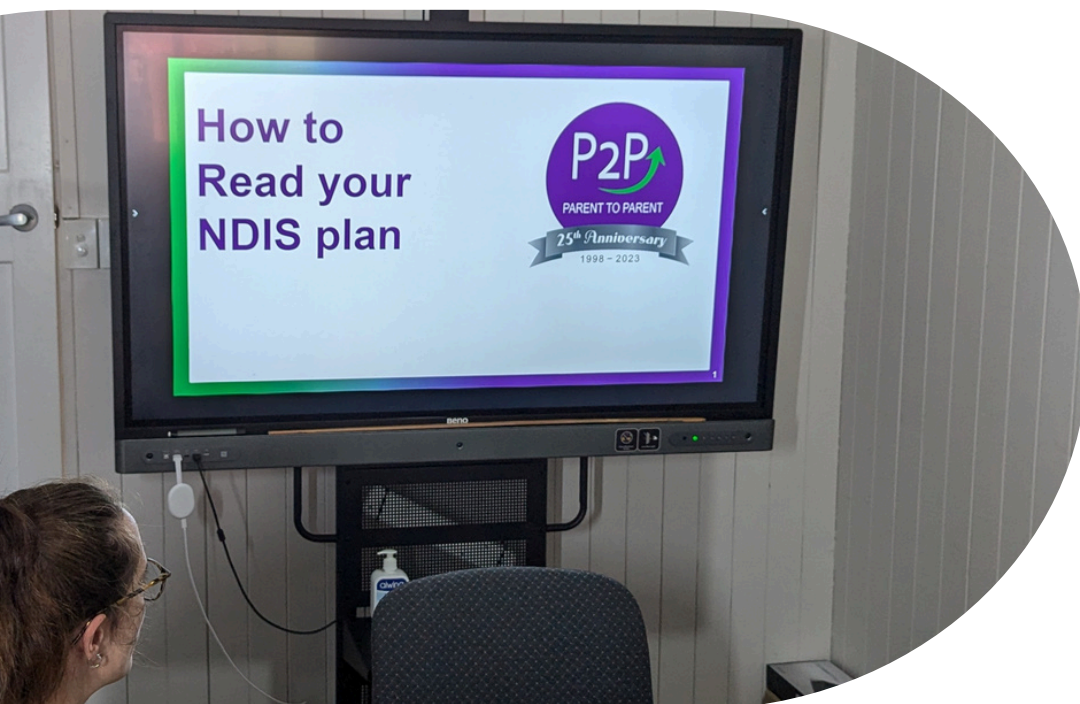 How to
Read your
NDIS plan
P2P
PARENT TO PARENT
25th Anniversary
1998 – 2023
1
BenQ